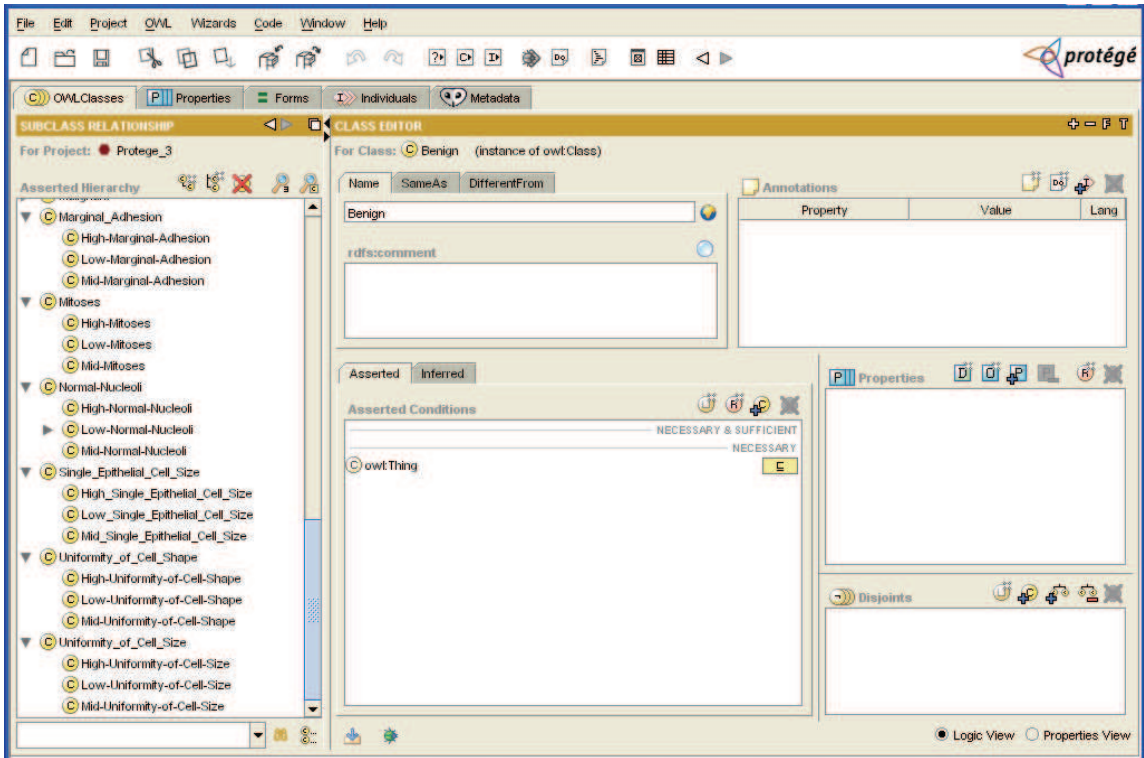 File Edit Project OWL Wizards Code Window Help
protégé
OWLClasses Properties Forms Individuals Metadata
SUBCLASS RELATIONSHIP
For Project: Protege_3
Asserted Hierarchy
Marginal_Adhesion
High-Marginal-Adhesion
Low-Marginal-Adhesion
Mid-Marginal-Adhesion
Mitoses
High-Mitoses
Low-Mitoses
Mid-Mitoses
Normal-Nucleoli
High-Normal-Nucleoli
Low-Normal-Nucleoli
Mid-Normal-Nucleoli
Single_Epithelial_Cell_Size
High_Single_Epithelial_Cell_Size
Low_Single_Epithelial_Cell_Size
Mid_Single_Epithelial_Cell_Size
Uniformity_of_Cell_Shape
High-Uniformity-of-Cell-Shape
Low-Uniformity-of-Cell-Shape
Mid-Uniformity-of-Cell-Shape
Uniformity_of_Cell_Size
High-Uniformity-of-Cell-Size
Low-Uniformity-of-Cell-Size
Mid-Uniformity-of-Cell-Size
CLASS EDITOR
For Class: C Benign (instance of owl:Class)
Name SameAs DifferentFrom
Benign
rdfs:comment
Annotations
Property Value Lang
Asserted Inferred
Asserted Conditions
NECESSARY & SUFFICIENT
NECESSARY
owl:Thing
Properties
Disjoints
Logic View Properties View